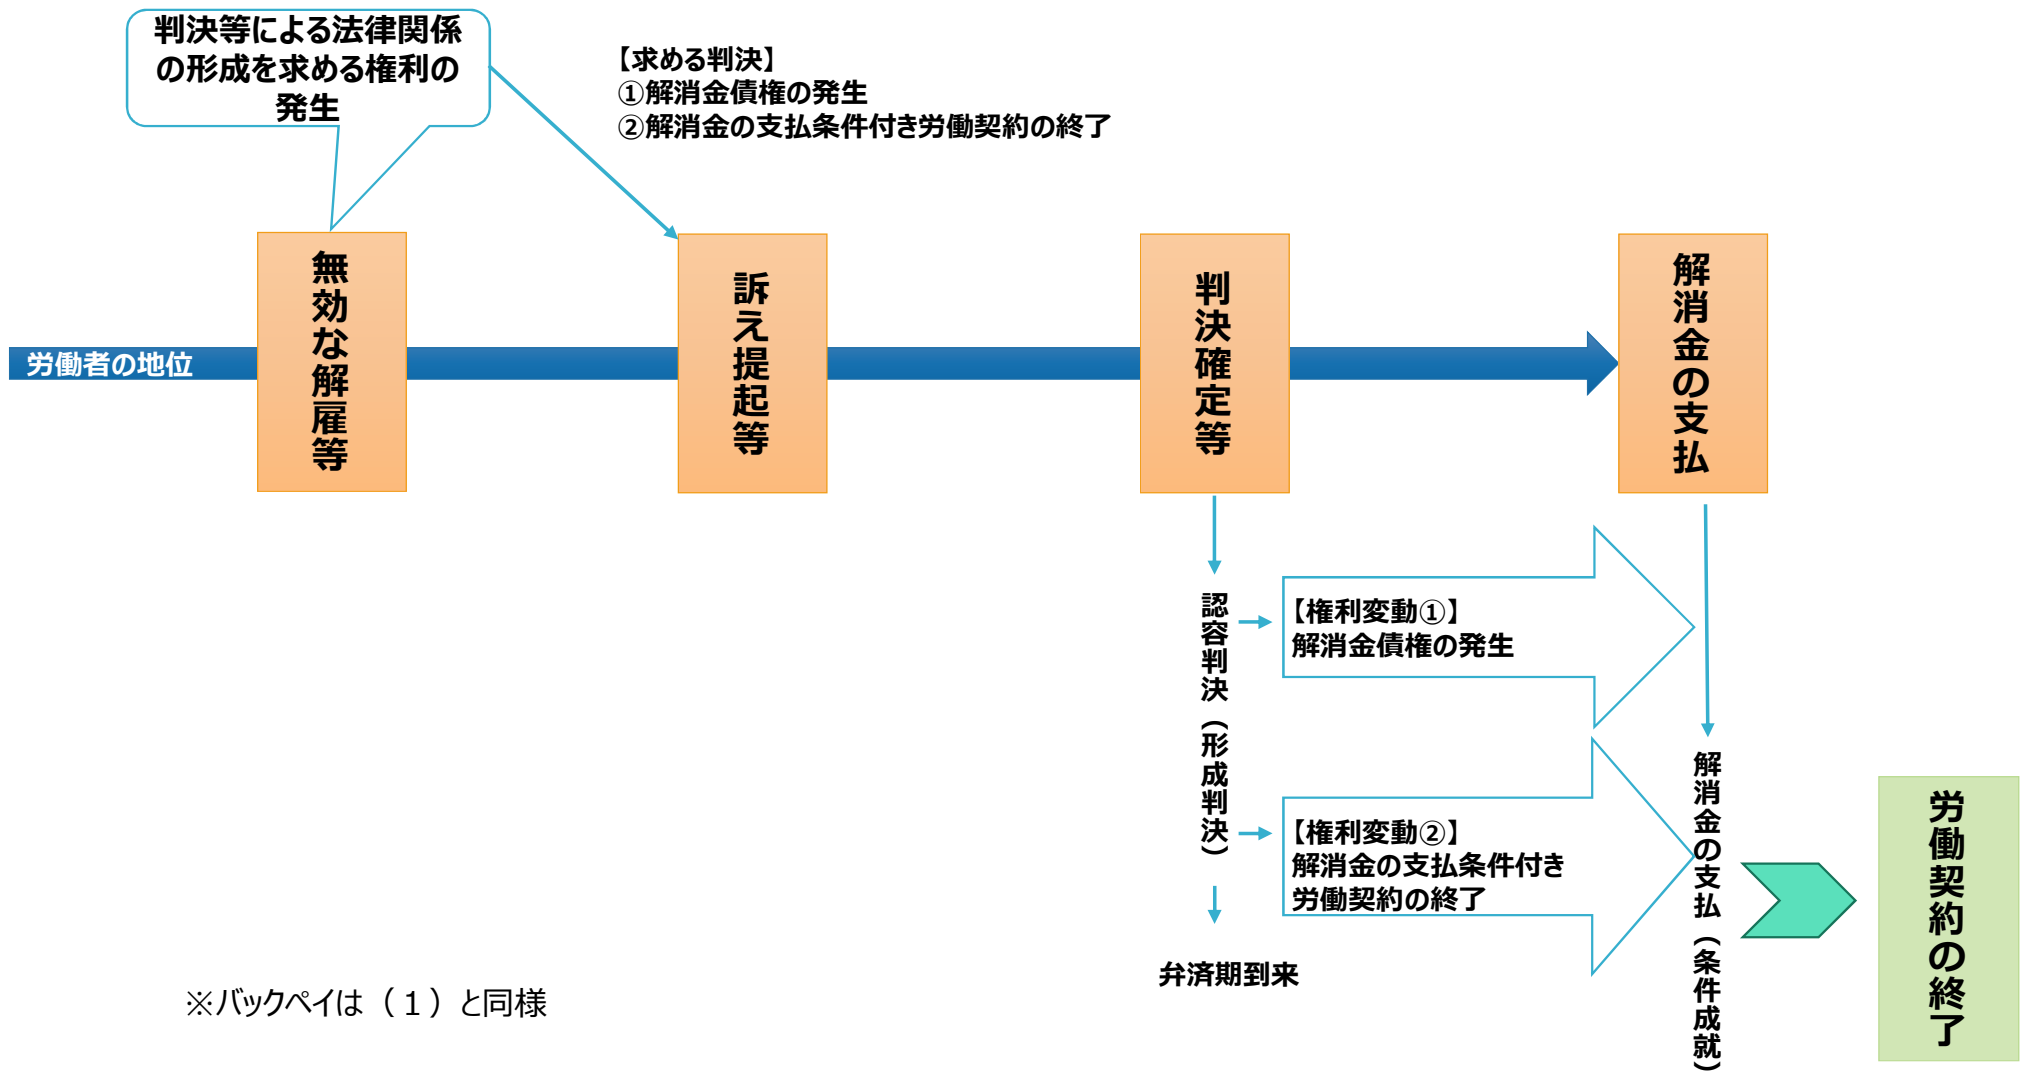 判決等による法律関係
の形成を求める権利の
発生
【求める判決】
①解消金債権の発生
②解消金の支払条件付き労働契約の終了
労働者の地位
無効な解雇等
訴え提起等
判決確定等
解消金の支払
認容判決（形成判決）
【権利変動①】
解消金債権の発生
【権利変動②】
解消金の支払条件付き
労働契約の終了
弁済期到来
解消金の支払（条件成就）
労働契約の終了
※バックペイは（１）と同様